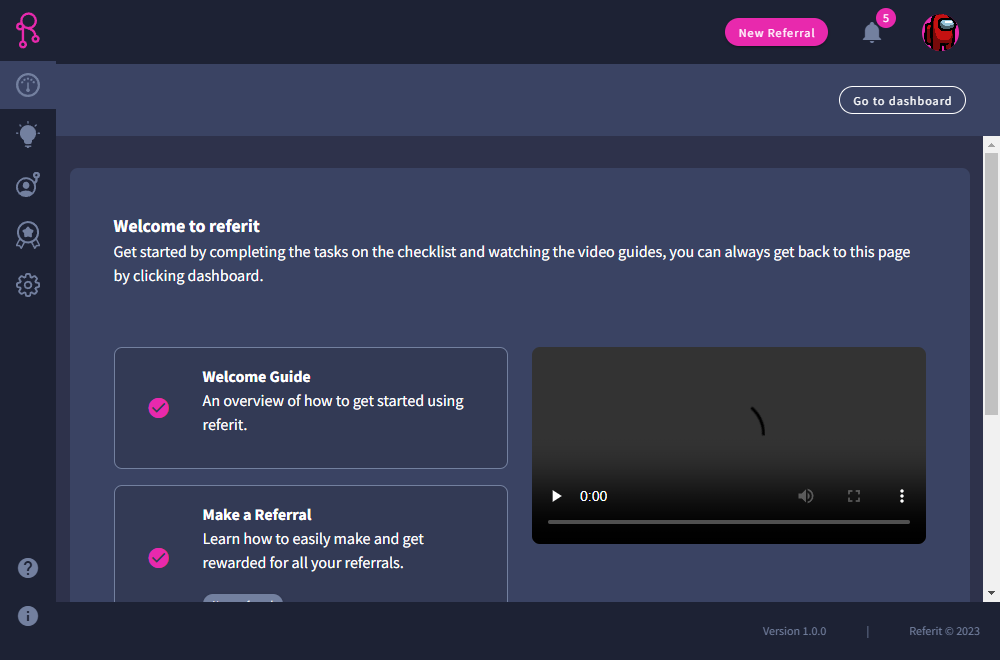 New Referral
5
Go to dashboard
Welcome to referit
Get started by completing the tasks on the checklist and watching the video guides, you can always get back to this page
by clicking dashboard.
Welcome Guide
An overview of how to get started using
referit.
0:00
Make a Referral
Learn how to easily make and get
rewarded for all your referrals.
Version 1.0.0
|
Referit © 2023